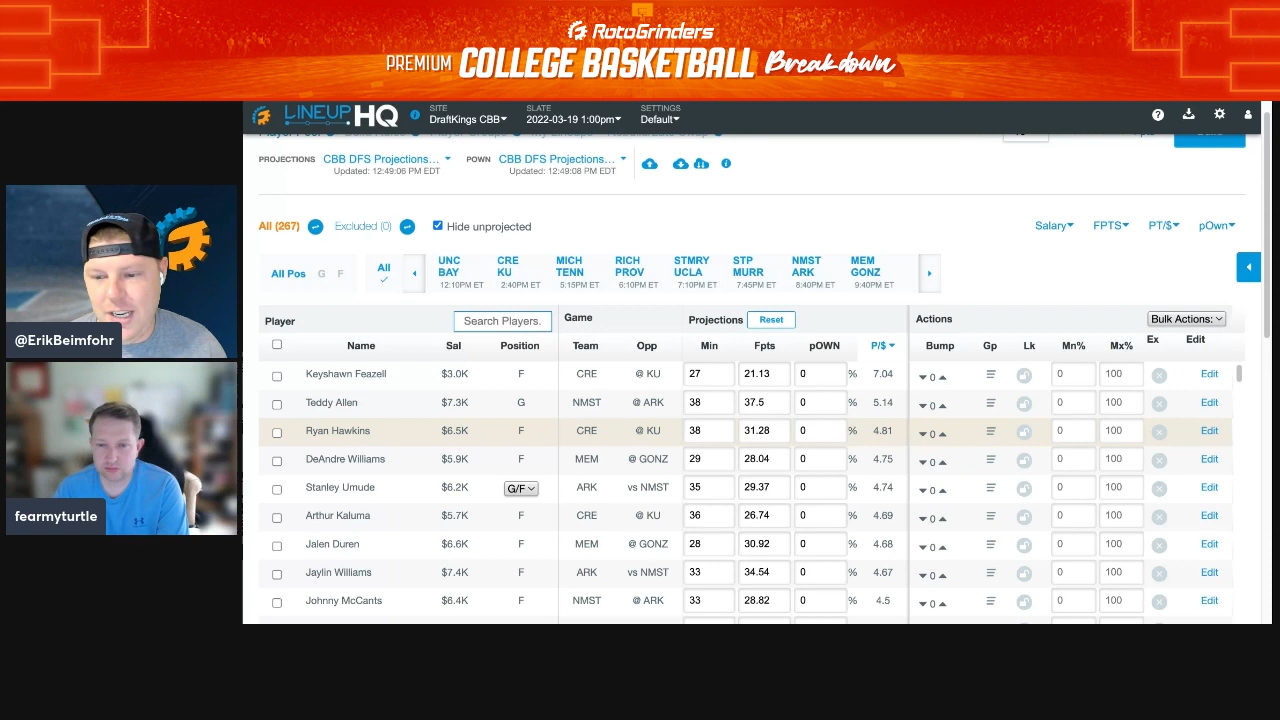 RotoGrinders
PREMIUM COLLEGE BASKETBALL Breakdown
LINEUPHQ
SITE
DraftKings CBB
SLATE
2022-03-19 1:00pm
SETTINGS
Default
PROJECTIONS CBB DFS Projections...
Updated: 12:49:06 PM EDT
POWN CBB DFS Projections...
Updated: 12:49:08 PM EDT
All (267) Excluded (0) Hide unprojected
Salary FPTS PT/$ pOwn
All Pos G F All
UNC BAY 12:10PM ET
CRE KU 2:40PM ET
MICH TENN 5:15PM ET
RICH PROV 6:10PM ET
STMRY UCLA 7:10PM ET
STP MURR 7:45PM ET
NMST ARK 8:40PM ET
MEM GONZ 9:40PM ET
Player Search Players. Game Projections Reset Actions Bulk Actions:
Name Sal Position Team Opp Min Fpts pOWN P/$ Bump Gp Lk Mn% Mx% Ex Edit
Keyshawn Feazell $3.0K F CRE @ KU 27 21.13 0 % 7.04 0 0 100 Edit
Teddy Allen $7.3K G NMST @ ARK 38 37.5 0 % 5.14 0 0 100 Edit
Ryan Hawkins $6.5K F CRE @ KU 38 31.28 0 % 4.81 0 0 100 Edit
DeAndre Williams $5.9K F MEM @ GONZ 29 28.04 0 % 4.75 0 0 100 Edit
Stanley Umude $6.2K G/F ARK vs NMST 35 29.37 0 % 4.74 0 0 100 Edit
Arthur Kaluma $5.7K F CRE @ KU 36 26.74 0 % 4.69 0 0 100 Edit
Jalen Duren $6.6K F MEM @ GONZ 28 30.92 0 % 4.68 0 0 100 Edit
Jaylin Williams $7.4K F ARK vs NMST 33 34.54 0 % 4.67 0 0 100 Edit
Johnny McCants $6.4K F NMST @ ARK 33 28.82 0 % 4.5 0 0 100 Edit
@ErikBeimfohr
fearmyturtle